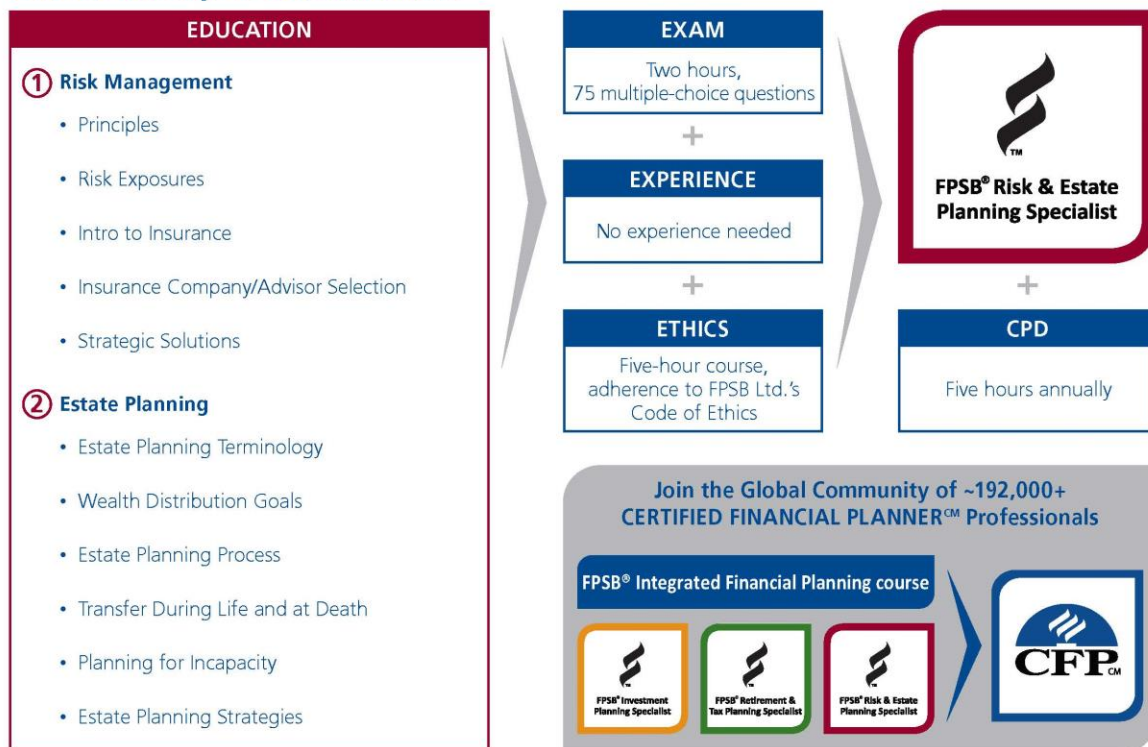 EDUCATION
① Risk Management
• Principles
• Risk Exposures
• Intro to Insurance
• Insurance Company/Advisor Selection
• Strategic Solutions
② Estate Planning
• Estate Planning Terminology
• Wealth Distribution Goals
• Estate Planning Process
• Transfer During Life and at Death
• Planning for Incapacity
• Estate Planning Strategies
EXAM
Two hours,
75 multiple-choice questions
+
EXPERIENCE
No experience needed
+
ETHICS
Five-hour course,
adherence to FPSB Ltd.'s
Code of Ethics
TM
FPSB® Risk & Estate
Planning Specialist
+
CPD
Five hours annually
Join the Global Community of ~192,000+
CERTIFIED FINANCIAL PLANNER℠ Professionals
FPSB® Integrated Financial Planning course
TM
FPSB® Investment
Planning Specialist
TM
FPSB® Retirement &
Tax Planning Specialist
TM
FPSB® Risk & Estate
Planning Specialist
CFP CM